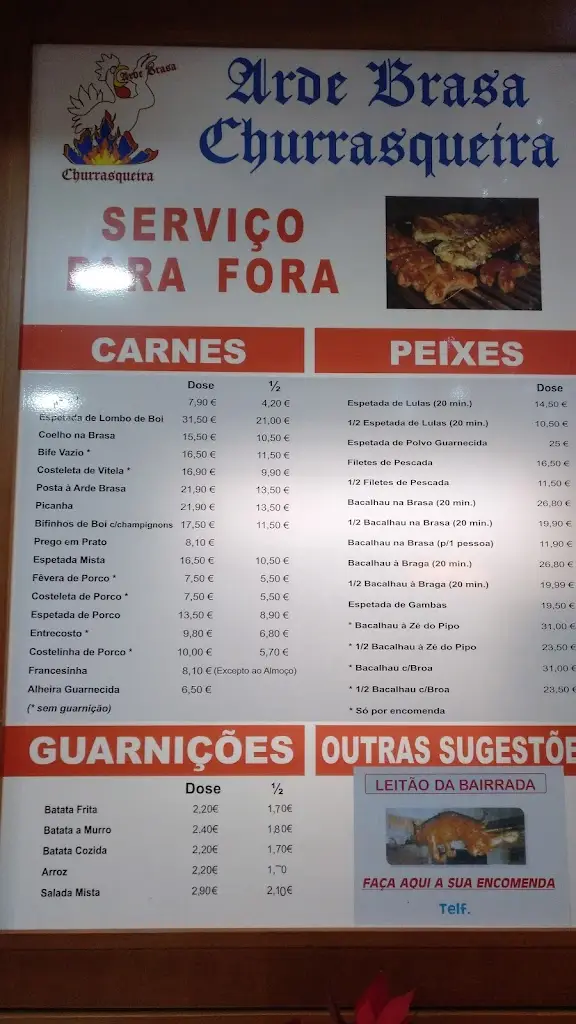 Arde Brasa
Churrasqueira
Arde Brasa
Churrasqueira
SERVIÇO
PARA FORA
CARNES
Dose ½
7,90 € 4,20 €
Espetada de Lombo de Boi 31,50 € 21,00 €
Coelho na Brasa 15,50 € 10,50 €
Bife Vazio * 16,50 € 11,50 €
Costeleta de Vitela * 16,90 € 9,90 €
Posta à Arde Brasa 21,90 € 13,50 €
Picanha 21,90 € 13,50 €
Bifinhos de Boi c/champignons 17,50 € 11,50 €
Prego em Prato 8,10 €
Espetada Mista 16,50 € 10,50 €
Fêvera de Porco * 7,50 € 5,50 €
Costeleta de Porco * 7,50 € 5,50 €
Espetada de Porco 13,50 € 8,90 €
Entrecosto * 9,80 € 6,80 €
Costelinha de Porco * 10,00 € 5,70 €
Francesinha 8,10 € (Excepto ao Almoço)
Alheira Guarnecida 6,50 €
(* sem guarnição)
PEIXES
Dose
Espetada de Lulas (20 min.) 14,50 €
1/2 Espetada de Lulas (20 min.) 10,50 €
Espetada de Polvo Guarnecida 25 €
Filetes de Pescada 16,50 €
1/2 Filetes de Pescada 11,50 €
Bacalhau na Brasa (20 min.) 26,80 €
1/2 Bacalhau na Brasa (20 min.) 19,90 €
Bacalhau na Brasa (p/1 pessoa) 11,90 €
Bacalhau à Braga (20 min.) 26,80 €
1/2 Bacalhau à Braga (20 min.) 19,99 €
Espetada de Gambas 19,50 €
* Bacalhau à Zé do Pipo 31,00 €
* 1/2 Bacalhau à Zé do Pipo 23,50 €
* Bacalhau c/Broa 31,00 €
* 1/2 Bacalhau c/Broa 23,50 €
* Só por encomenda
GUARNIÇÕES
Dose ½
Batata Frita 2,20€ 1,70€
Batata a Murro 2.40€ 1.80€
Batata Cozida 2,20€ 1,70€
Arroz 2,20€
Salada Mista 2,90€ 2,10€
OUTRAS SUGESTÕE
LEITÃO DA BAIRRADA
FAÇA AQUI A SUA ENCOMENDA
Telf.